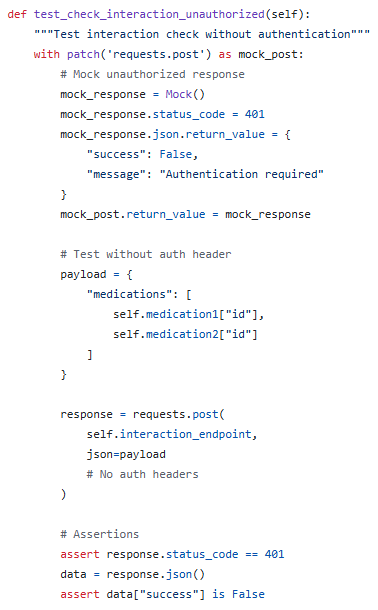 def test_check_interaction_unauthorized(self):
    """Test interaction check without authentication"""
    with patch('requests.post') as mock_post:
        # Mock unauthorized response
        mock_response = Mock()
        mock_response.status_code = 401
        mock_response.json.return_value = {
            "success": False,
            "message": "Authentication required"
        }
        mock_post.return_value = mock_response

        # Test without auth header
        payload = {
            "medications": [
                self.medication1["id"],
                self.medication2["id"]
            ]
        }

        response = requests.post(
            self.interaction_endpoint,
            json=payload
            # No auth headers
        )

        # Assertions
        assert response.status_code == 401
        data = response.json()
        assert data["success"] is False